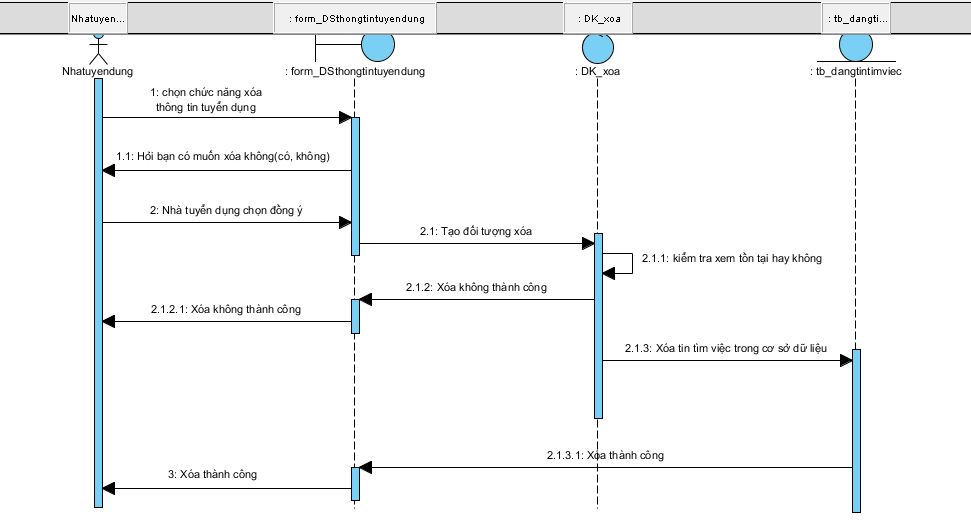 Nhatuyen...
: form_DSthongtintuyendung
: DK_xoa
: tb_dangti...
Nhatuyendung
: form_DSthongtintuyendung
: DK_xoa
: tb_dangtintimviec
1: chọn chức năng xóa
thông tin tuyển dụng
1.1: Hỏi bạn có muốn xóa không(có, không)
2: Nhà tuyển dụng chọn đồng ý
2.1: Tạo đối tượng xóa
2.1.1: kiểm tra xem tồn tại hay không
2.1.2: Xóa không thành công
2.1.2.1: Xóa không thành công
2.1.3: Xóa tin tìm việc trong cơ sở dữ liệu
2.1.3.1: Xóa thành công
3: Xóa thành công